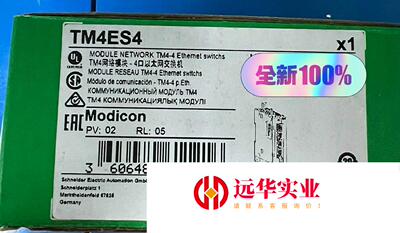 TM4ES4
x1
MODULE NETWORK TM4-4 Ethernet switchs
TM4网络模块 - 4口以太网交换机
MODULE RESEAU TM4-4 Ethernet switchs
Módulo de comunicación - TM4-4 p.Eth
КОММУНИКАЦИОННЫЙ МОДУЛЬ TM4
TM4 КОММУНИКАЦИЯЛЫҚ МОДУЛІ
全新100%
UL
EAC
Modicon
PV: 02 RL: 05
3 60648
Schneider Electric Automation GmbH
Schneiderplatz 1
Marktheidenfeld 97828
Germany
远华实业